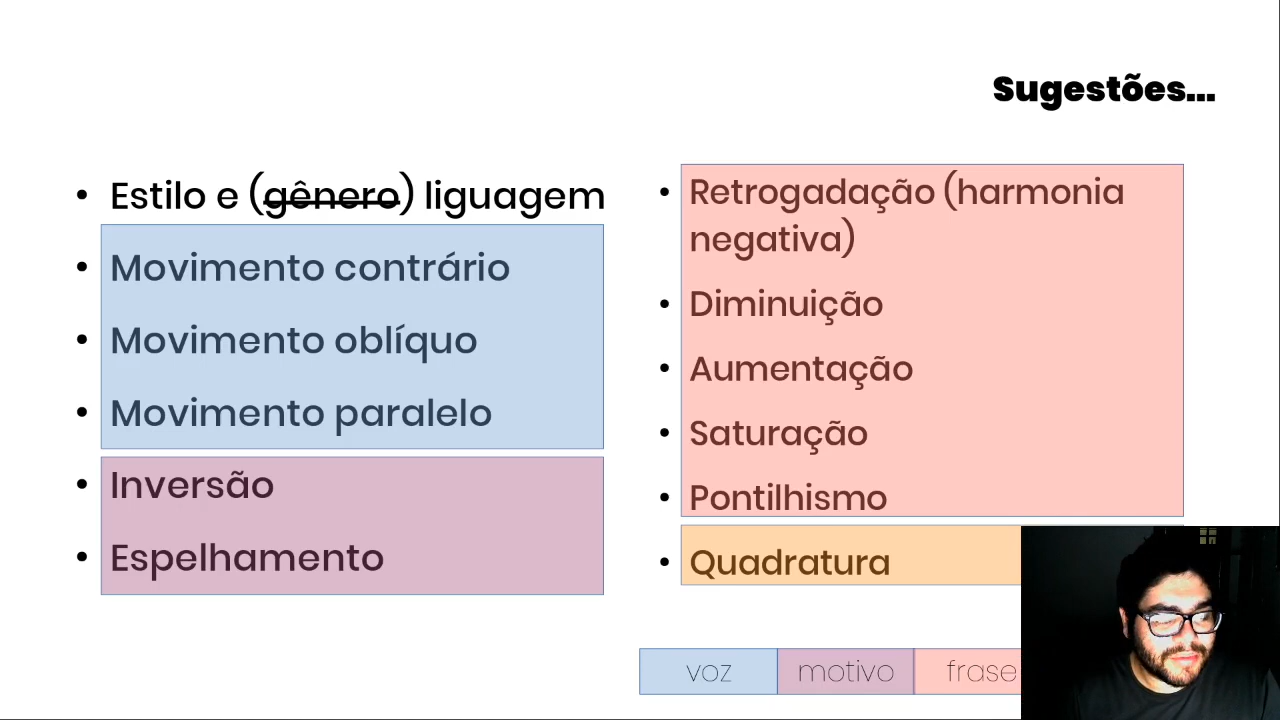 Sugestões...
• Estilo e (gênero) liguagem
• Movimento contrário
• Movimento oblíquo
• Movimento paralelo
• Inversão
• Espelhamento
• Retrogadação (harmonia
negativa)
• Diminuição
• Aumentação
• Saturação
• Pontilhismo
• Quadratura
voz motivo frase